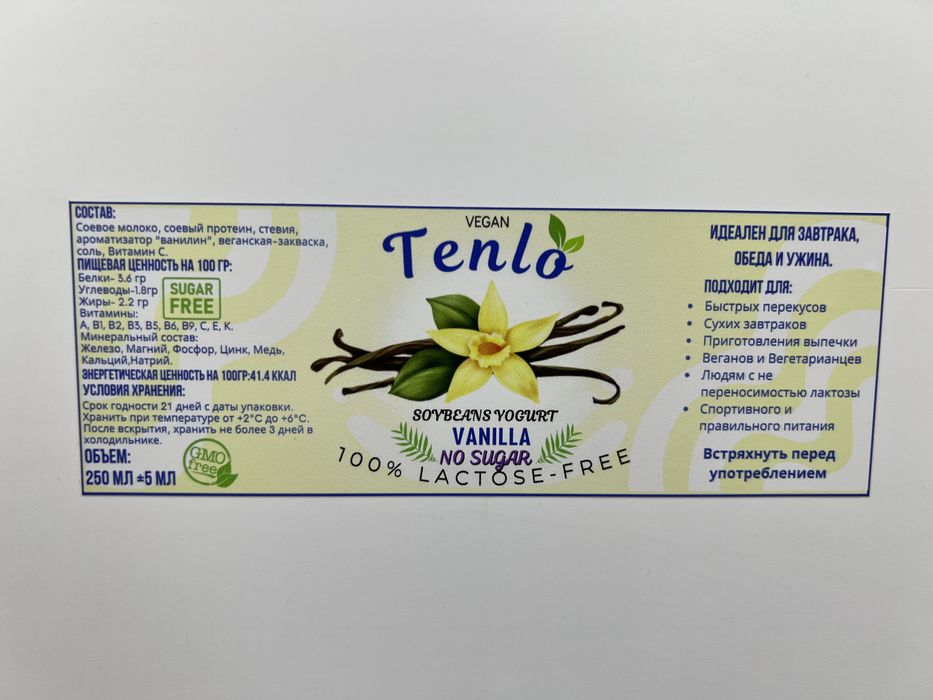 СОСТАВ:
Соевое молоко, соевый протеин, стевия,
ароматизатор "ванилин", веганская-закваска,
соль, Витамин С.
ПИЩЕВАЯ ЦЕННОСТЬ НА 100 ГР:
Белки- 3.6 гр
Углеводы-1.8гр
Жиры- 2.2 гр
Витамины:
А, В1, В2, В3, В5, В6, В9, С, Е, К.
Минеральный состав:
Железо, Магний, Фосфор, Цинк, Медь,
Кальций,Натрий.
ЭНЕРГЕТИЧЕСКАЯ ЦЕННОСТЬ НА 100ГР:41.4 ККАЛ
УСЛОВИЯ ХРАНЕНИЯ:
Срок годности 21 дней с даты упаковки.
Хранить при температуре от +2°С до +6°С.
После вскрытия, хранить не более 3 дней в
холодильнике.
ОБЪЕМ:
250 МЛ ±5 МЛ
SUGAR
FREE
GMO
free
VEGAN
Tenlo
SOYBEANS YOGURT
VANILLA
NO SUGAR
100% LACTOSE-FREE
ИДЕАЛЕН ДЛЯ ЗАВТРАКА,
ОБЕДА И УЖИНА.
ПОДХОДИТ ДЛЯ:
• Быстрых перекусов
• Сухих завтраков
• Приготовления выпечки
• Веганов и Вегетарианцев
• Людям с не
переносимостью лактозы
• Спортивного и
правильного питания
Встряхнуть перед
употреблением